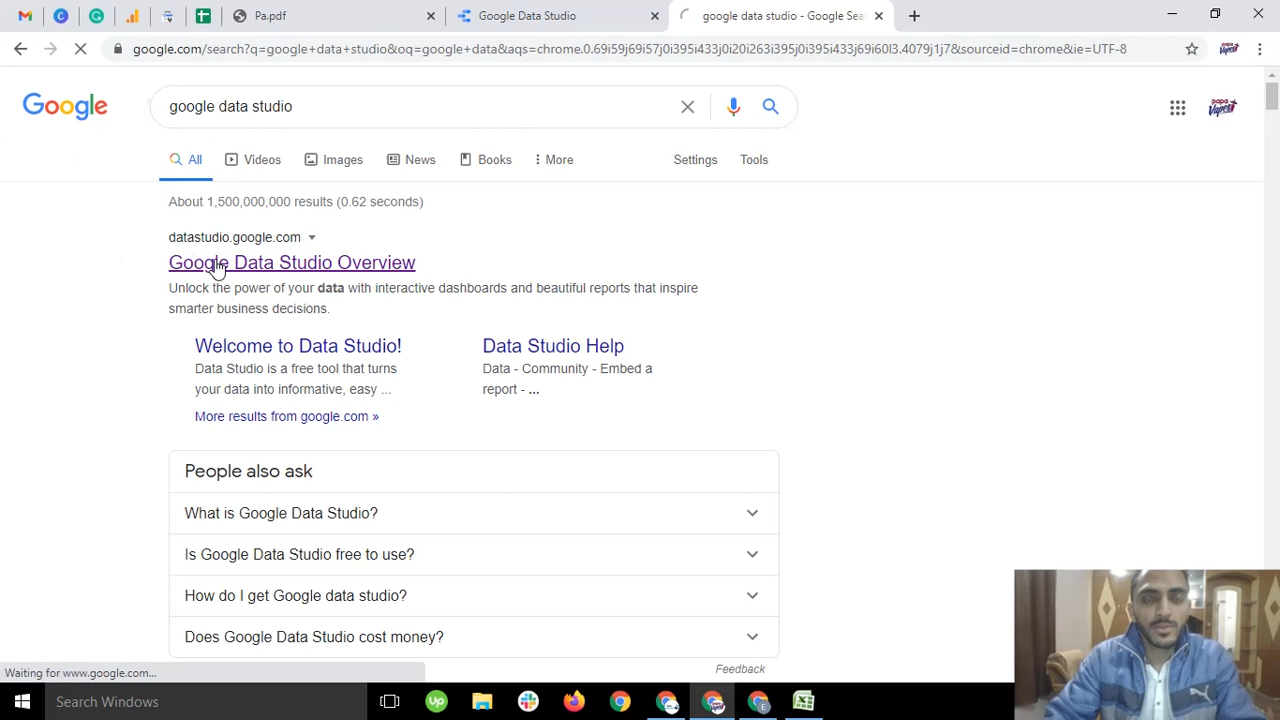 Pa.pdf
Google Data Studio
google data studio - Google Sea
google.com/search?q=google+data+studio&oq=google+data&aqs=chrome.0.69i59j69i57j0i395i433j0i20i263i395j0i395i433j69i60l3.4079j1j7&sourceid=chrome&ie=UTF-8
Google
google data studio
All
Videos
Images
News
Books
More
Settings
Tools
About 1,500,000,000 results (0.62 seconds)
datastudio.google.com
Google Data Studio Overview
Unlock the power of your data with interactive dashboards and beautiful reports that inspire
smarter business decisions.
Welcome to Data Studio!
Data Studio is a free tool that turns
your data into informative, easy ...
Data Studio Help
Data - Community - Embed a
report - ...
More results from google.com »
People also ask
What is Google Data Studio?
Is Google Data Studio free to use?
How do I get Google data studio?
Does Google Data Studio cost money?
Feedback
Waiting for www.google.com...
Search Windows
Up